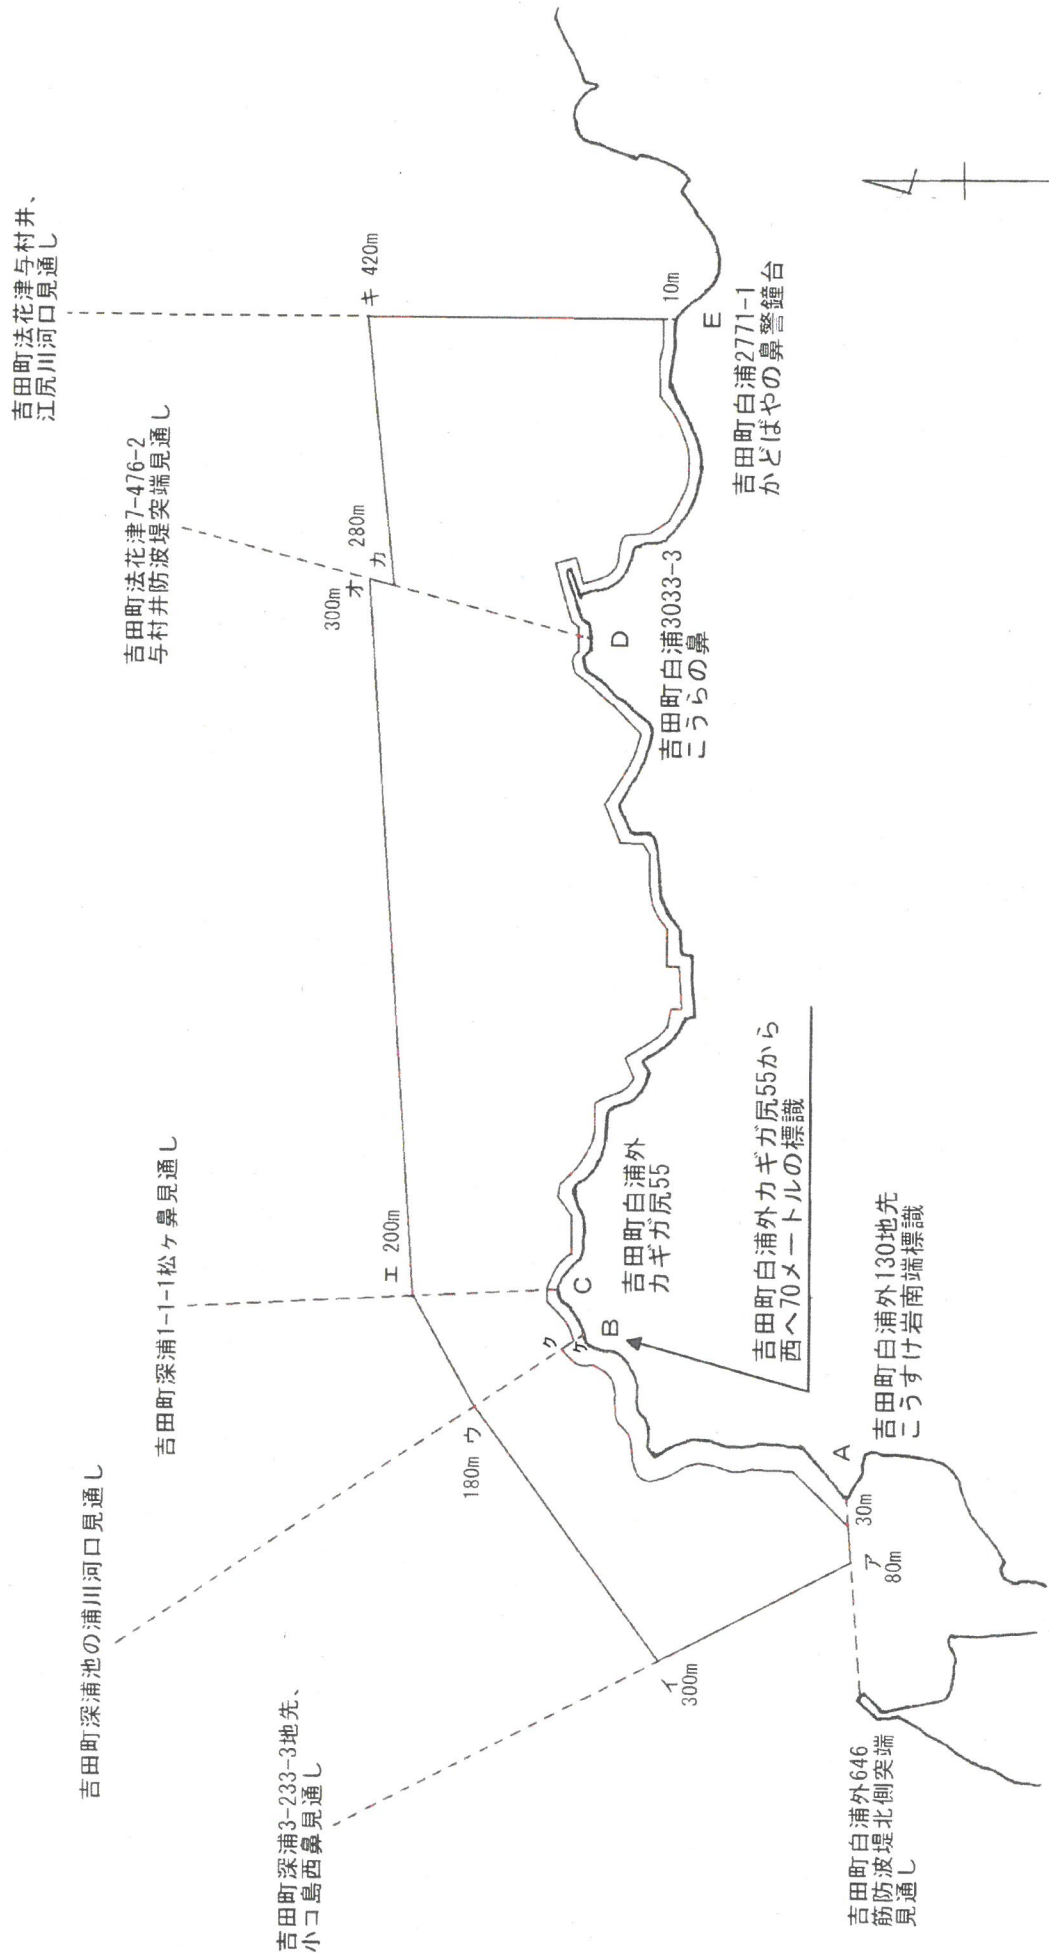 吉田町法花津与村井、
江尻川河口見通し
キ 420m
吉田町法花津7-476-2
与村井防波堤突端見通し
280m
カ
300m
オ
10m
E
吉田町白浦2771-1
かどばやの鼻警鐘台
D
吉田町白浦3033-3
こうらの鼻
吉田町深浦1-1-1松ヶ鼻見通し
エ 200m
C
吉田町白浦外
カギガ尻55
ク
ケ
B
吉田町白浦外カギガ尻55から
西へ70メートルの標識
吉田町深浦池の浦川河口見通し
180m ウ
吉田町白浦外130地先
こうすけ岩南端標識
A
30m
ア
80m
吉田町深浦3-233-3地先、
小コ島西鼻見通し
イ
300m
吉田町白浦外646
筋防波堤北側突端
見通し